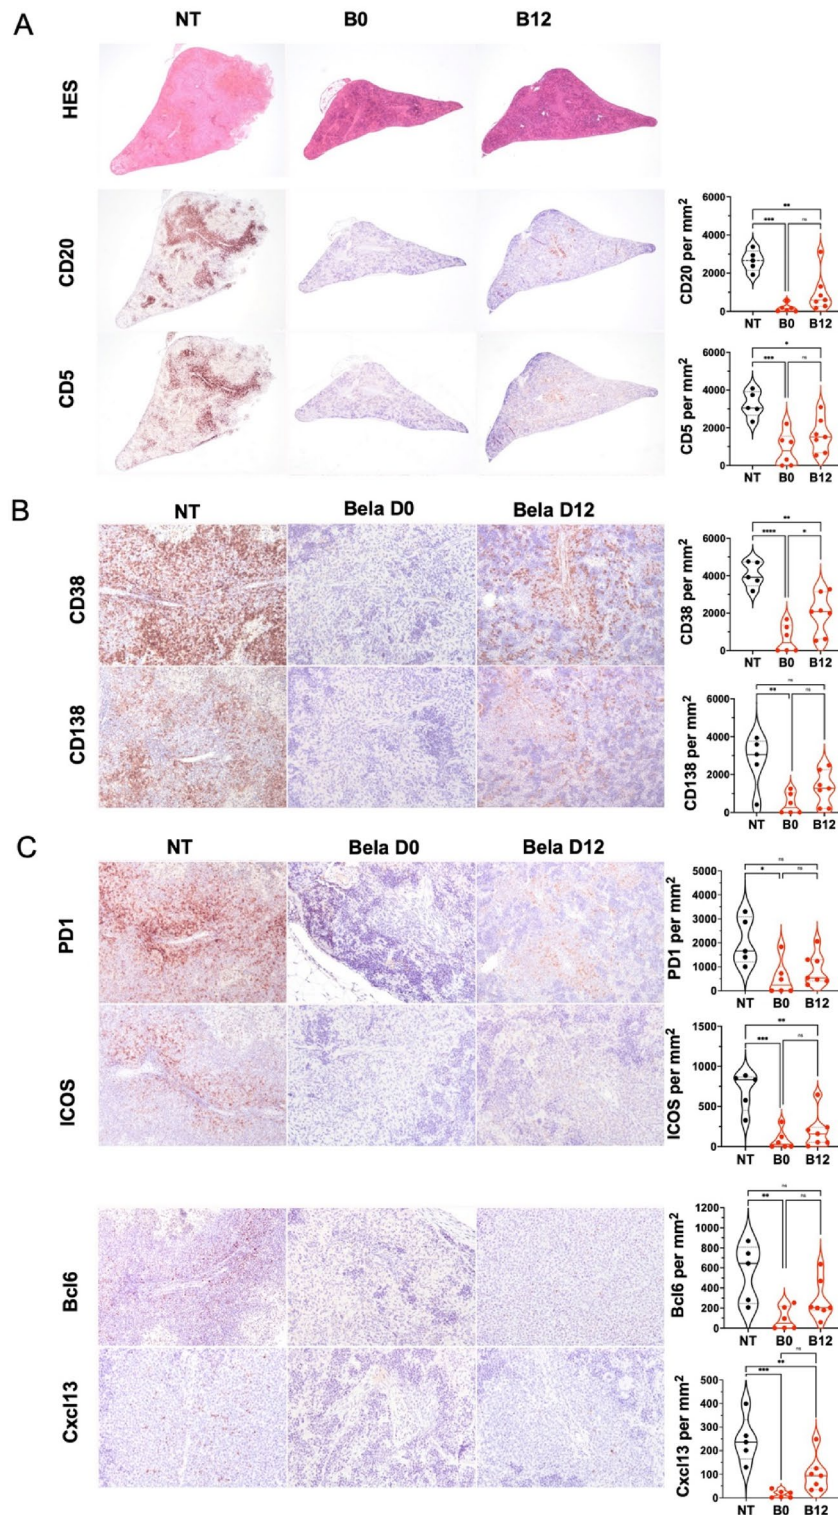 A
NT B0 B12
HES
CD20
CD20 per mm²
6000
4000
2000
0
** *** ns
NT B0 B12
CD5
CD5 per mm²
6000
4000
2000
0
* *** ns
NT B0 B12
B
NT Bela D0 Bela D12
CD38
CD38 per mm²
6000
4000
2000
0
** **** *
NT B0 B12
CD138
CD138 per mm²
6000
4000
2000
0
ns ** ns
NT B0 B12
C
NT Bela D0 Bela D12
PD1
PD1 per mm²
5000
4000
3000
2000
1000
0
ns * ns
NT B0 B12
ICOS
ICOS per mm²
1500
1000
500
0
** *** ns
NT B0 B12
Bcl6
Bcl6 per mm²
1200
1000
800
600
400
200
0
ns ** ns
NT B0 B12
Cxcl13
Cxcl13 per mm²
500
400
300
200
100
0
ns ** ***
NT B0 B12